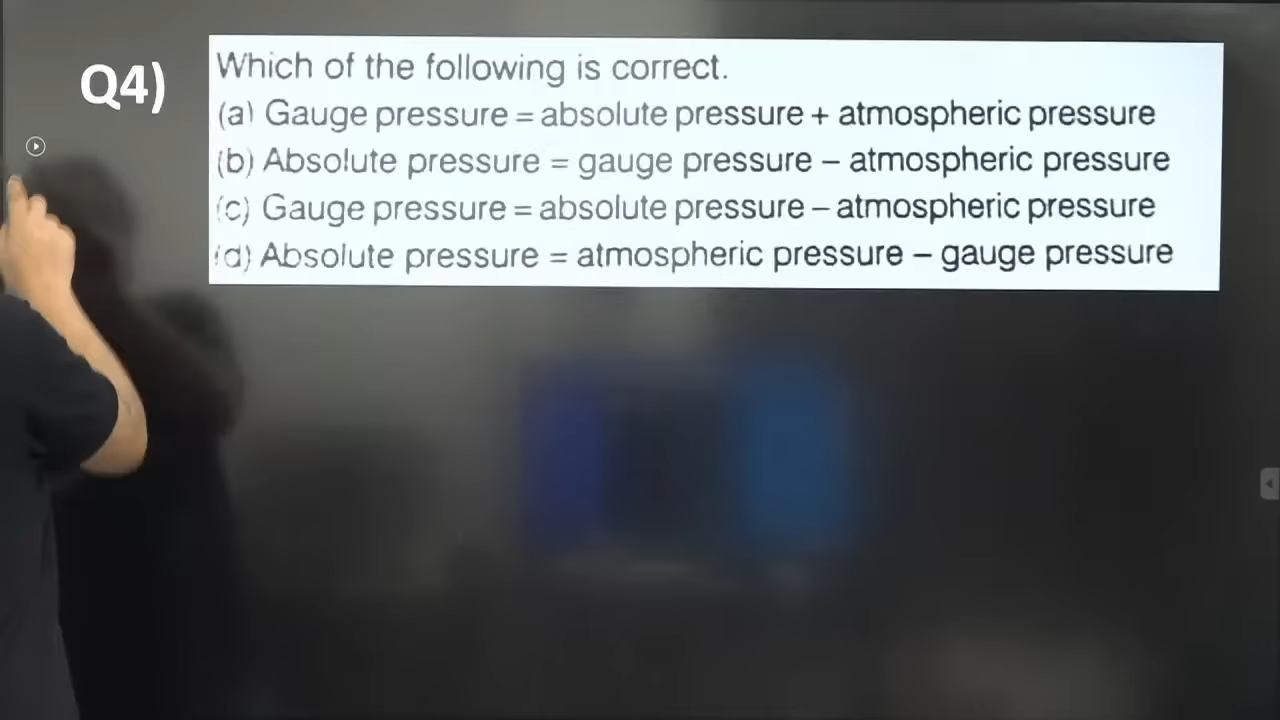 Q4)
Which of the following is correct.
(a) Gauge pressure = absolute pressure + atmospheric pressure
(b) Absolute pressure = gauge pressure – atmospheric pressure
(c) Gauge pressure = absolute pressure – atmospheric pressure
(d) Absolute pressure = atmospheric pressure – gauge pressure